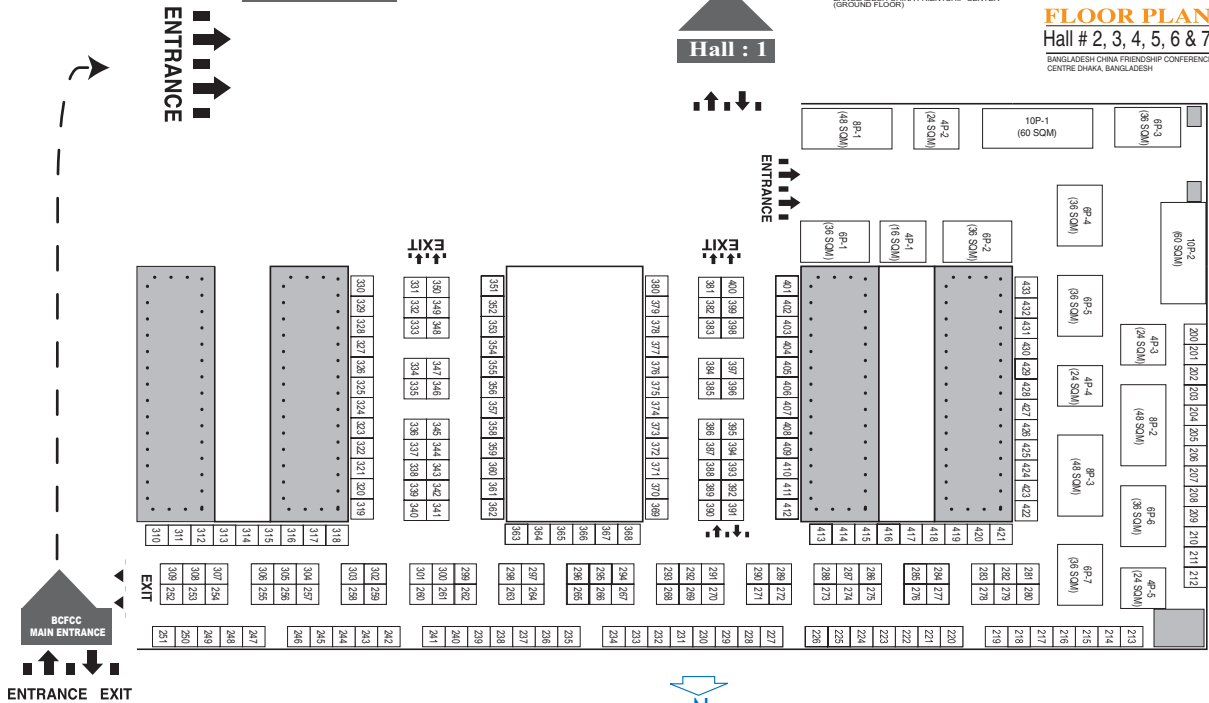 (GROUND FLOOR)
FLOOR PLAN
Hall # 2, 3, 4, 5, 6 & 7
BANGLADESH CHINA FRIENDSHIP CONFERENC
CENTRE DHAKA, BANGLADESH
Hall : 1
ENTRANCE
ENTRANCE
8P-1
(48 SQM)
4P-2
(24 SQM)
10P-1
(60 SQM)
6P-3
(36 SQM)
6P-4
(36 SQM)
10P-2
(60 SQM)
6P-1
(36 SQM)
4P-1
(16 SQM)
6P-2
(36 SQM)
EXIT
EXIT
6P-5
(36 SQM)
4P-3
(24 SQM)
4P-4
(24 SQM)
8P-2
(48 SQM)
8P-3
(48 SQM)
6P-6
(36 SQM)
6P-7
(36 SQM)
4P-5
(24 SQM)
330 331 350 351 380 381 400 401 433
329 332 349 352 379 382 399 402 432
328 333 348 353 378 383 398 403 431
327 354 377 404 430
326 334 347 355 376 384 397 405 429
325 335 346 356 375 385 396 406 428
324 357 374 407 427
323 336 345 358 373 386 395 408 426
322 337 344 359 372 387 394 409 425
321 338 343 360 371 388 393 410 424
320 339 342 361 370 389 392 411 423
319 340 341 362 369 390 391 412 422
200
201
202
203
204
205
206
207
208
209
210
211
212
310 311 312 313 314 315 316 317 318
363 364 365 366 367 368
413 414 415 416 417 418 419 420 421
EXIT
309 308 307 306 305 304 303 302 301 300 299 298 297 296 295 294 293 292 291 290 289 288 287 286 285 284 283 282 281
252 253 254 255 256 257 258 259 260 261 262 263 264 265 266 267 268 269 270 271 272 273 274 275 276 277 278 279 280
251 250 249 248 247 246 245 244 243 242 241 240 239 238 237 236 235 234 233 232 231 230 229 228 227 226 225 224 223 222 221 220 219 218 217 216 215 214 213
BCFCC
MAIN ENTRANCE
ENTRANCE EXIT